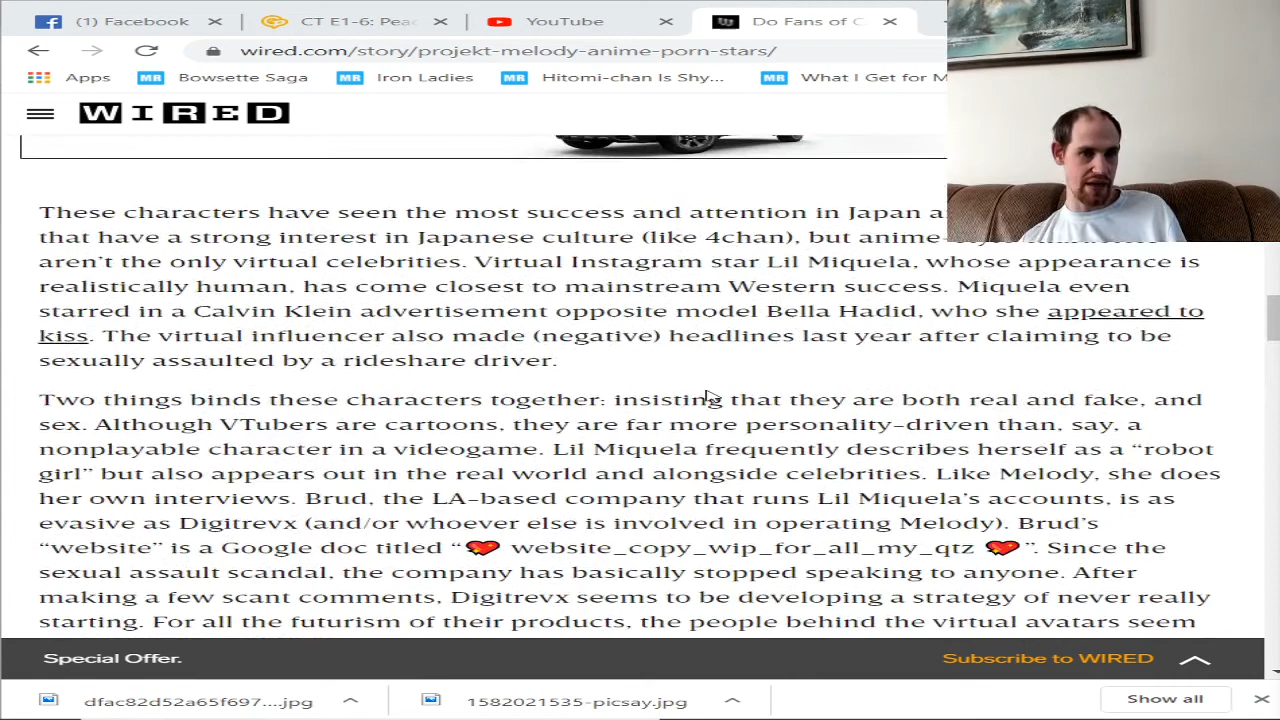 (1) Facebook
CT E1-6: Pea
YouTube
Do Fans of C
wired.com/story/projekt-melody-anime-porn-stars/
Apps
MR Bowsette Saga
MR Iron Ladies
MR Hitomi-chan Is Shy...
MR What I Get for M
WIRED
These characters have seen the most success and attention in Japan
that have a strong interest in Japanese culture (like 4chan), but anime-
aren't the only virtual celebrities. Virtual Instagram star Lil Miquela, whose appearance is
realistically human, has come closest to mainstream Western success. Miquela even
starred in a Calvin Klein advertisement opposite model Bella Hadid, who she appeared to
kiss. The virtual influencer also made (negative) headlines last year after claiming to be
sexually assaulted by a rideshare driver.
Two things binds these characters together: insisting that they are both real and fake, and
sex. Although VTubers are cartoons, they are far more personality-driven than, say, a
nonplayable character in a videogame. Lil Miquela frequently describes herself as a “robot
girl” but also appears out in the real world and alongside celebrities. Like Melody, she does
her own interviews. Brud, the LA-based company that runs Lil Miquela's accounts, is as
evasive as Digitrevx (and/or whoever else is involved in operating Melody). Brud's
“website” is a Google doc titled “💖 website_copy_wip_for_all_my_qtz 💖”. Since the
sexual assault scandal, the company has basically stopped speaking to anyone. After
making a few scant comments, Digitrevx seems to be developing a strategy of never really
starting. For all the futurism of their products, the people behind the virtual avatars seem
Special Offer.
Subscribe to WIRED
dfac82d52a65f697....jpg
1582021535-picsay.jpg
Show all